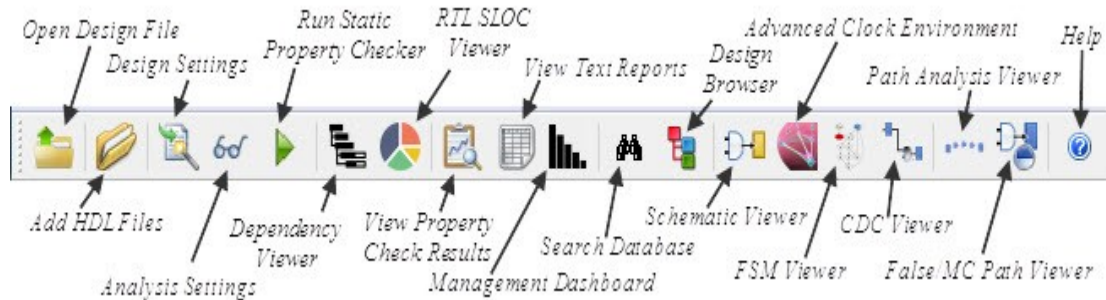 Open Design File
Design Settings
Run Static
Property Checker
RTL SLOC
Viewer
View Text Reports
Design
Browser
Advanced Clock Environment
Path Analysis Viewer
Help
Add HDL Files
Analysis Settings
Dependency
Viewer
View Property
Check Results
Management Dashboard
Search Database
Schematic Viewer
FSM Viewer
CDC Viewer
False/MC Path Viewer